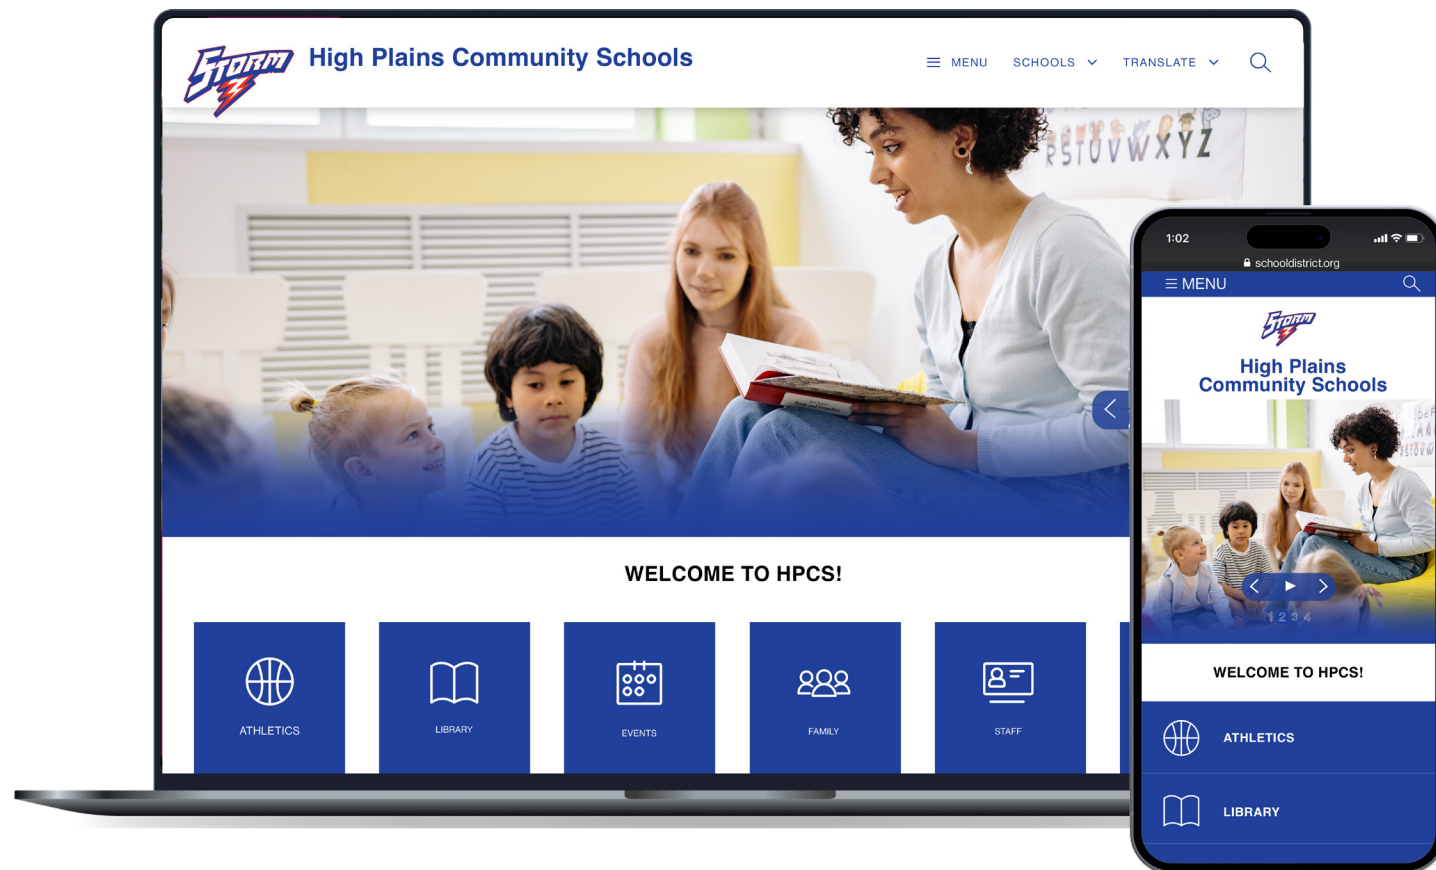 STORM
High Plains Community Schools
MENU
SCHOOLS
TRANSLATE
RSTUVWXYZ
WELCOME TO HPCS!
ATHLETICS
LIBRARY
EVENTS
FAMILY
STAFF
1:02
schooldistrict.org
MENU
STORM
High Plains
Community Schools
1 2 3 4
WELCOME TO HPCS!
ATHLETICS
LIBRARY